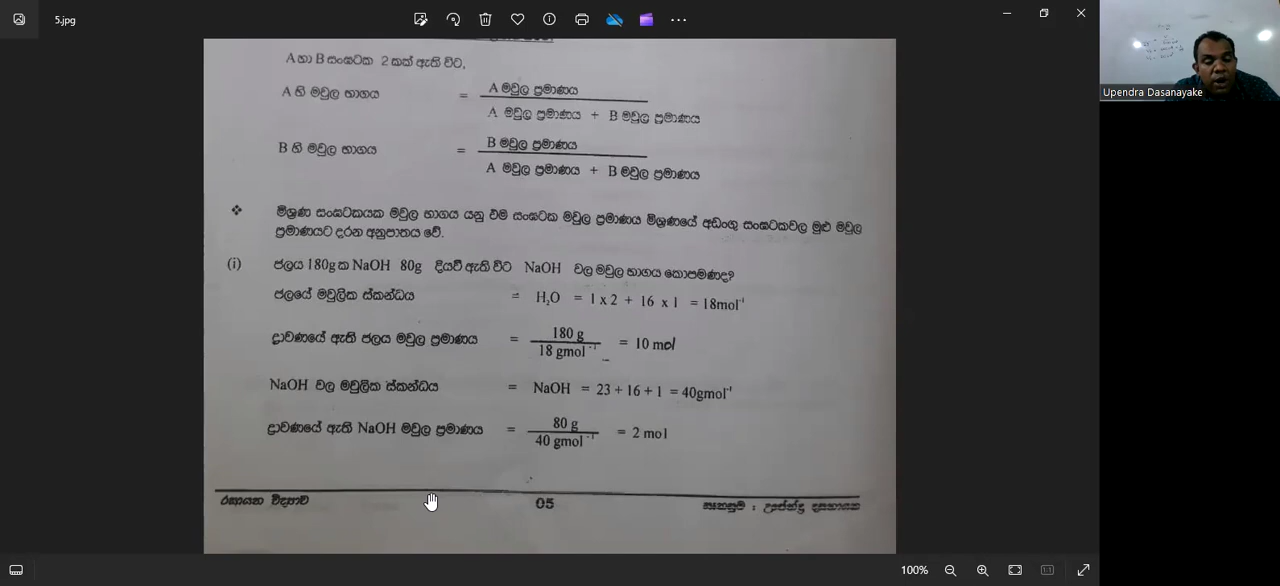 5.jpg
Upendra Dasanayake
A හා B සංඝටක 2 කක් ඇති විට,
A හි මවුල භාගය = A මවුල ප්‍රමාණය
A මවුල ප්‍රමාණය + B මවුල ප්‍රමාණය
B හි මවුල භාගය = B මවුල ප්‍රමාණය
A මවුල ප්‍රමාණය + B මවුල ප්‍රමාණය
❖ මිශ්‍රණ සංඝටකයක මවුල භාගය යනු එම සංඝටක මවුල ප්‍රමාණය මිශ්‍රණයේ අඩංගු සංඝටකවල මුළු මවුල
ප්‍රමාණයට දරන අනුපාතය වේ.
(i) ජලය 180g ක NaOH 80g දියවී ඇති විට NaOH වල මවුල භාගය කොපමණද?
ජලයේ මවුලික ස්කන්ධය = H₂O = 1 x 2 + 16 x 1 = 18mol⁻¹
ද්‍රාවණයේ ඇති ජලය මවුල ප්‍රමාණය = 180 g / 18 gmol⁻¹ = 10 mol
NaOH වල මවුලික ස්කන්ධය = NaOH = 23 + 16 + 1 = 40gmol⁻¹
ද්‍රාවණයේ ඇති NaOH මවුල ප්‍රමාණය = 80 g / 40 gmol⁻¹ = 2 mol
රසායන විද්‍යාව 05 සැකසුම : උපේන්ද්‍ර දසනායක
100%